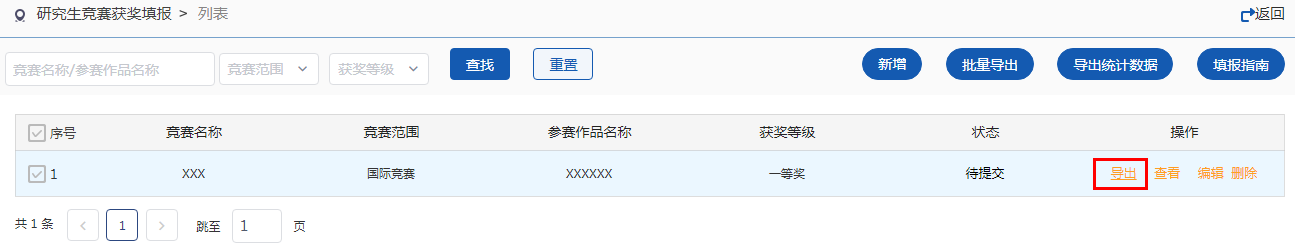 研究生竞赛获奖填报 > 列表
返回
竞赛名称/参赛作品名称 竞赛范围 获奖等级 查找 重置 新增 批量导出 导出统计数据 填报指南
序号 竞赛名称 竞赛范围 参赛作品名称 获奖等级 状态 操作
1 XXX 国际竞赛 XXXXXX 一等奖 待提交 导出 查看 编辑 删除
共 1 条 < 1 > 跳至 1 页